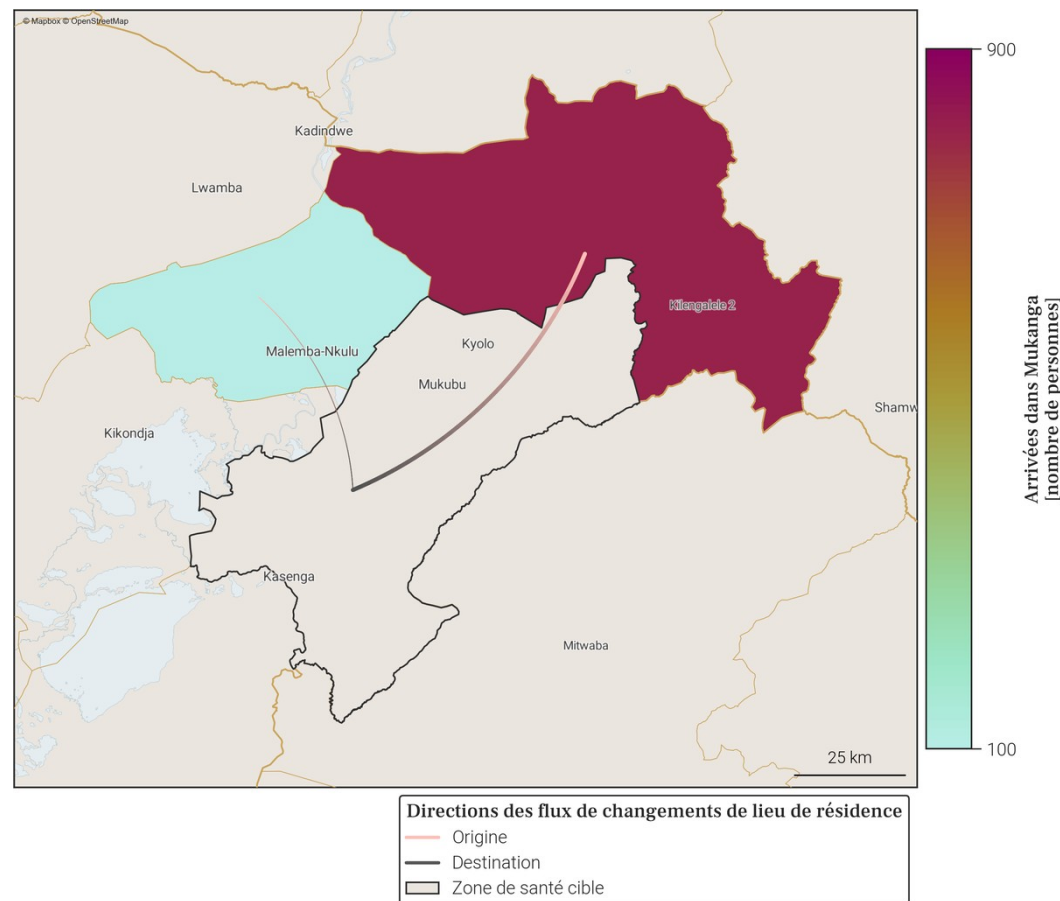 © Mapbox © OpenStreetMap
900
Kadindwe
Lwamba
Kilengalele 2
Malemba-Nkulu
Kyolo
Mukubu
Shamw
Kikondja
Arrivées dans Mukanga
[nombre de personnes]
Kasenga
Mitwaba
25 km
100
Directions des flux de changements de lieu de résidence
Origine
Destination
Zone de santé cible